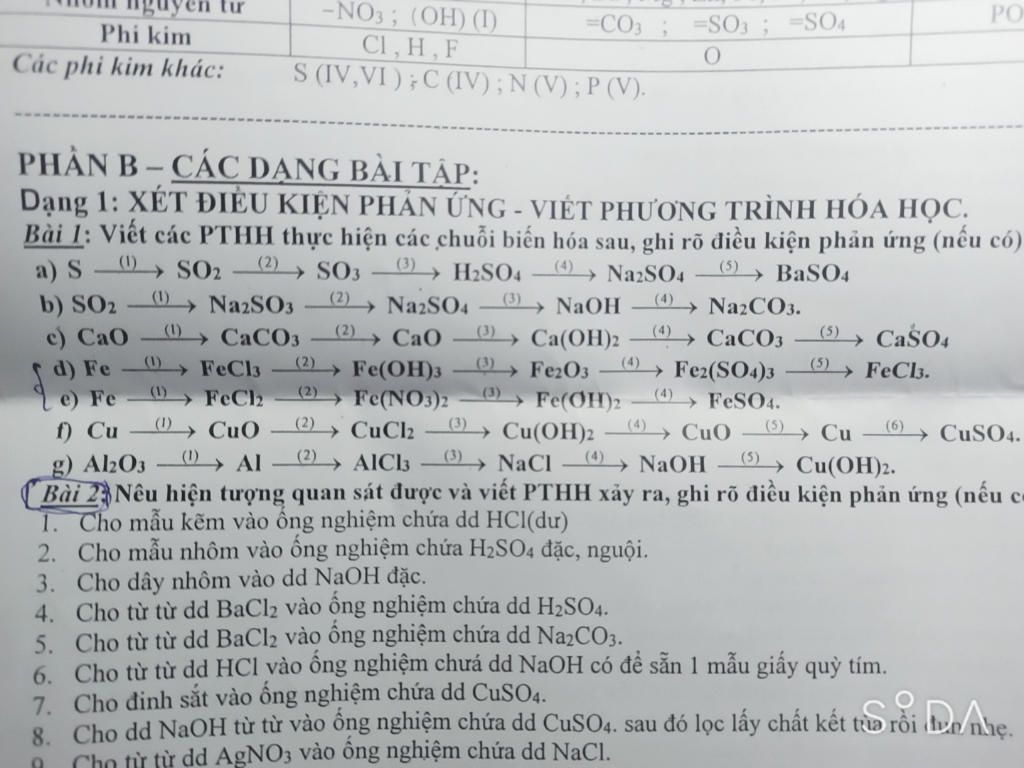 nguyên tử −NO₃ ; (OH) (I) =CO₃ ; =SO₃ ; =SO₄ PO
Phi kim Cl , H , F O
Các phi kim khác: S (IV,VI ) ; C (IV) ; N (V) ; P (V).
PHẦN B – CÁC DẠNG BÀI TẬP:
Dạng 1: XÉT ĐIỀU KIỆN PHẢN ỨNG - VIẾT PHƯƠNG TRÌNH HÓA HỌC.
Bài 1: Viết các PTHH thực hiện các chuỗi biến hóa sau, ghi rõ điều kiện phản ứng (nếu có)
a) S —(1)→ SO₂ —(2)→ SO₃ —(3)→ H₂SO₄ —(4)→ Na₂SO₄ —(5)→ BaSO₄
b) SO₂ —(1)→ Na₂SO₃ —(2)→ Na₂SO₄ —(3)→ NaOH —(4)→ Na₂CO₃.
c) CaO —(1)→ CaCO₃ —(2)→ CaO —(3)→ Ca(OH)₂ —(4)→ CaCO₃ —(5)→ CaSO₄
d) Fe —(1)→ FeCl₃ —(2)→ Fe(OH)₃ —(3)→ Fe₂O₃ —(4)→ Fe₂(SO₄)₃ —(5)→ FeCl₃.
e) Fe —(1)→ FeCl₂ —(2)→ Fe(NO₃)₂ —(3)→ Fe(OH)₂ —(4)→ FeSO₄.
f) Cu —(1)→ CuO —(2)→ CuCl₂ —(3)→ Cu(OH)₂ —(4)→ CuO —(5)→ Cu —(6)→ CuSO₄.
g) Al₂O₃ —(1)→ Al —(2)→ AlCl₃ —(3)→ NaCl —(4)→ NaOH —(5)→ Cu(OH)₂.
Bài 2: Nêu hiện tượng quan sát được và viết PTHH xảy ra, ghi rõ điều kiện phản ứng (nếu
1. Cho mẫu kẽm vào ống nghiệm chứa dd HCl(dư)
2. Cho mẫu nhôm vào ống nghiệm chứa H₂SO₄ đặc, nguội.
3. Cho dây nhôm vào dd NaOH đặc.
4. Cho từ từ dd BaCl₂ vào ống nghiệm chứa dd H₂SO₄.
5. Cho từ từ dd BaCl₂ vào ống nghiệm chứa dd Na₂CO₃.
6. Cho từ từ dd HCl vào ống nghiệm chưá dd NaOH có để sẵn 1 mẫu giấy quỳ tím.
7. Cho đinh sắt vào ống nghiệm chứa dd CuSO₄.
8. Cho dd NaOH từ từ vào ống nghiệm chứa dd CuSO₄. sau đó lọc lấy chất kết tủa rồi đun nhẹ.
9. Cho từ từ dd AgNO₃ vào ống nghiệm chứa dd NaCl.
SODA